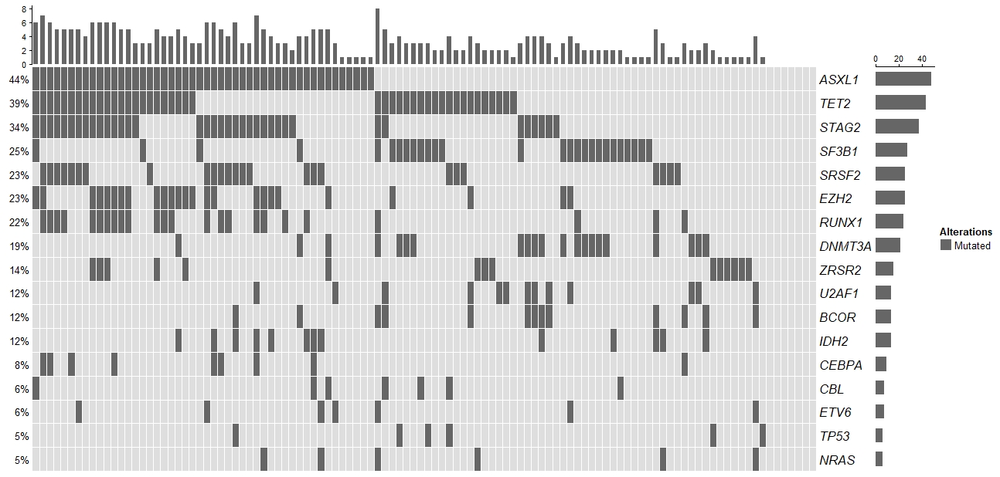 8
6
4
2
0
0 20 40
44% ASXL1
39% TET2
34% STAG2
25% SF3B1
23% SRSF2
23% EZH2
22% RUNX1
Alterations
19% DNMT3A Mutated
14% ZRSR2
12% U2AF1
12% BCOR
12% IDH2
8% CEBPA
6% CBL
6% ETV6
5% TP53
5% NRAS